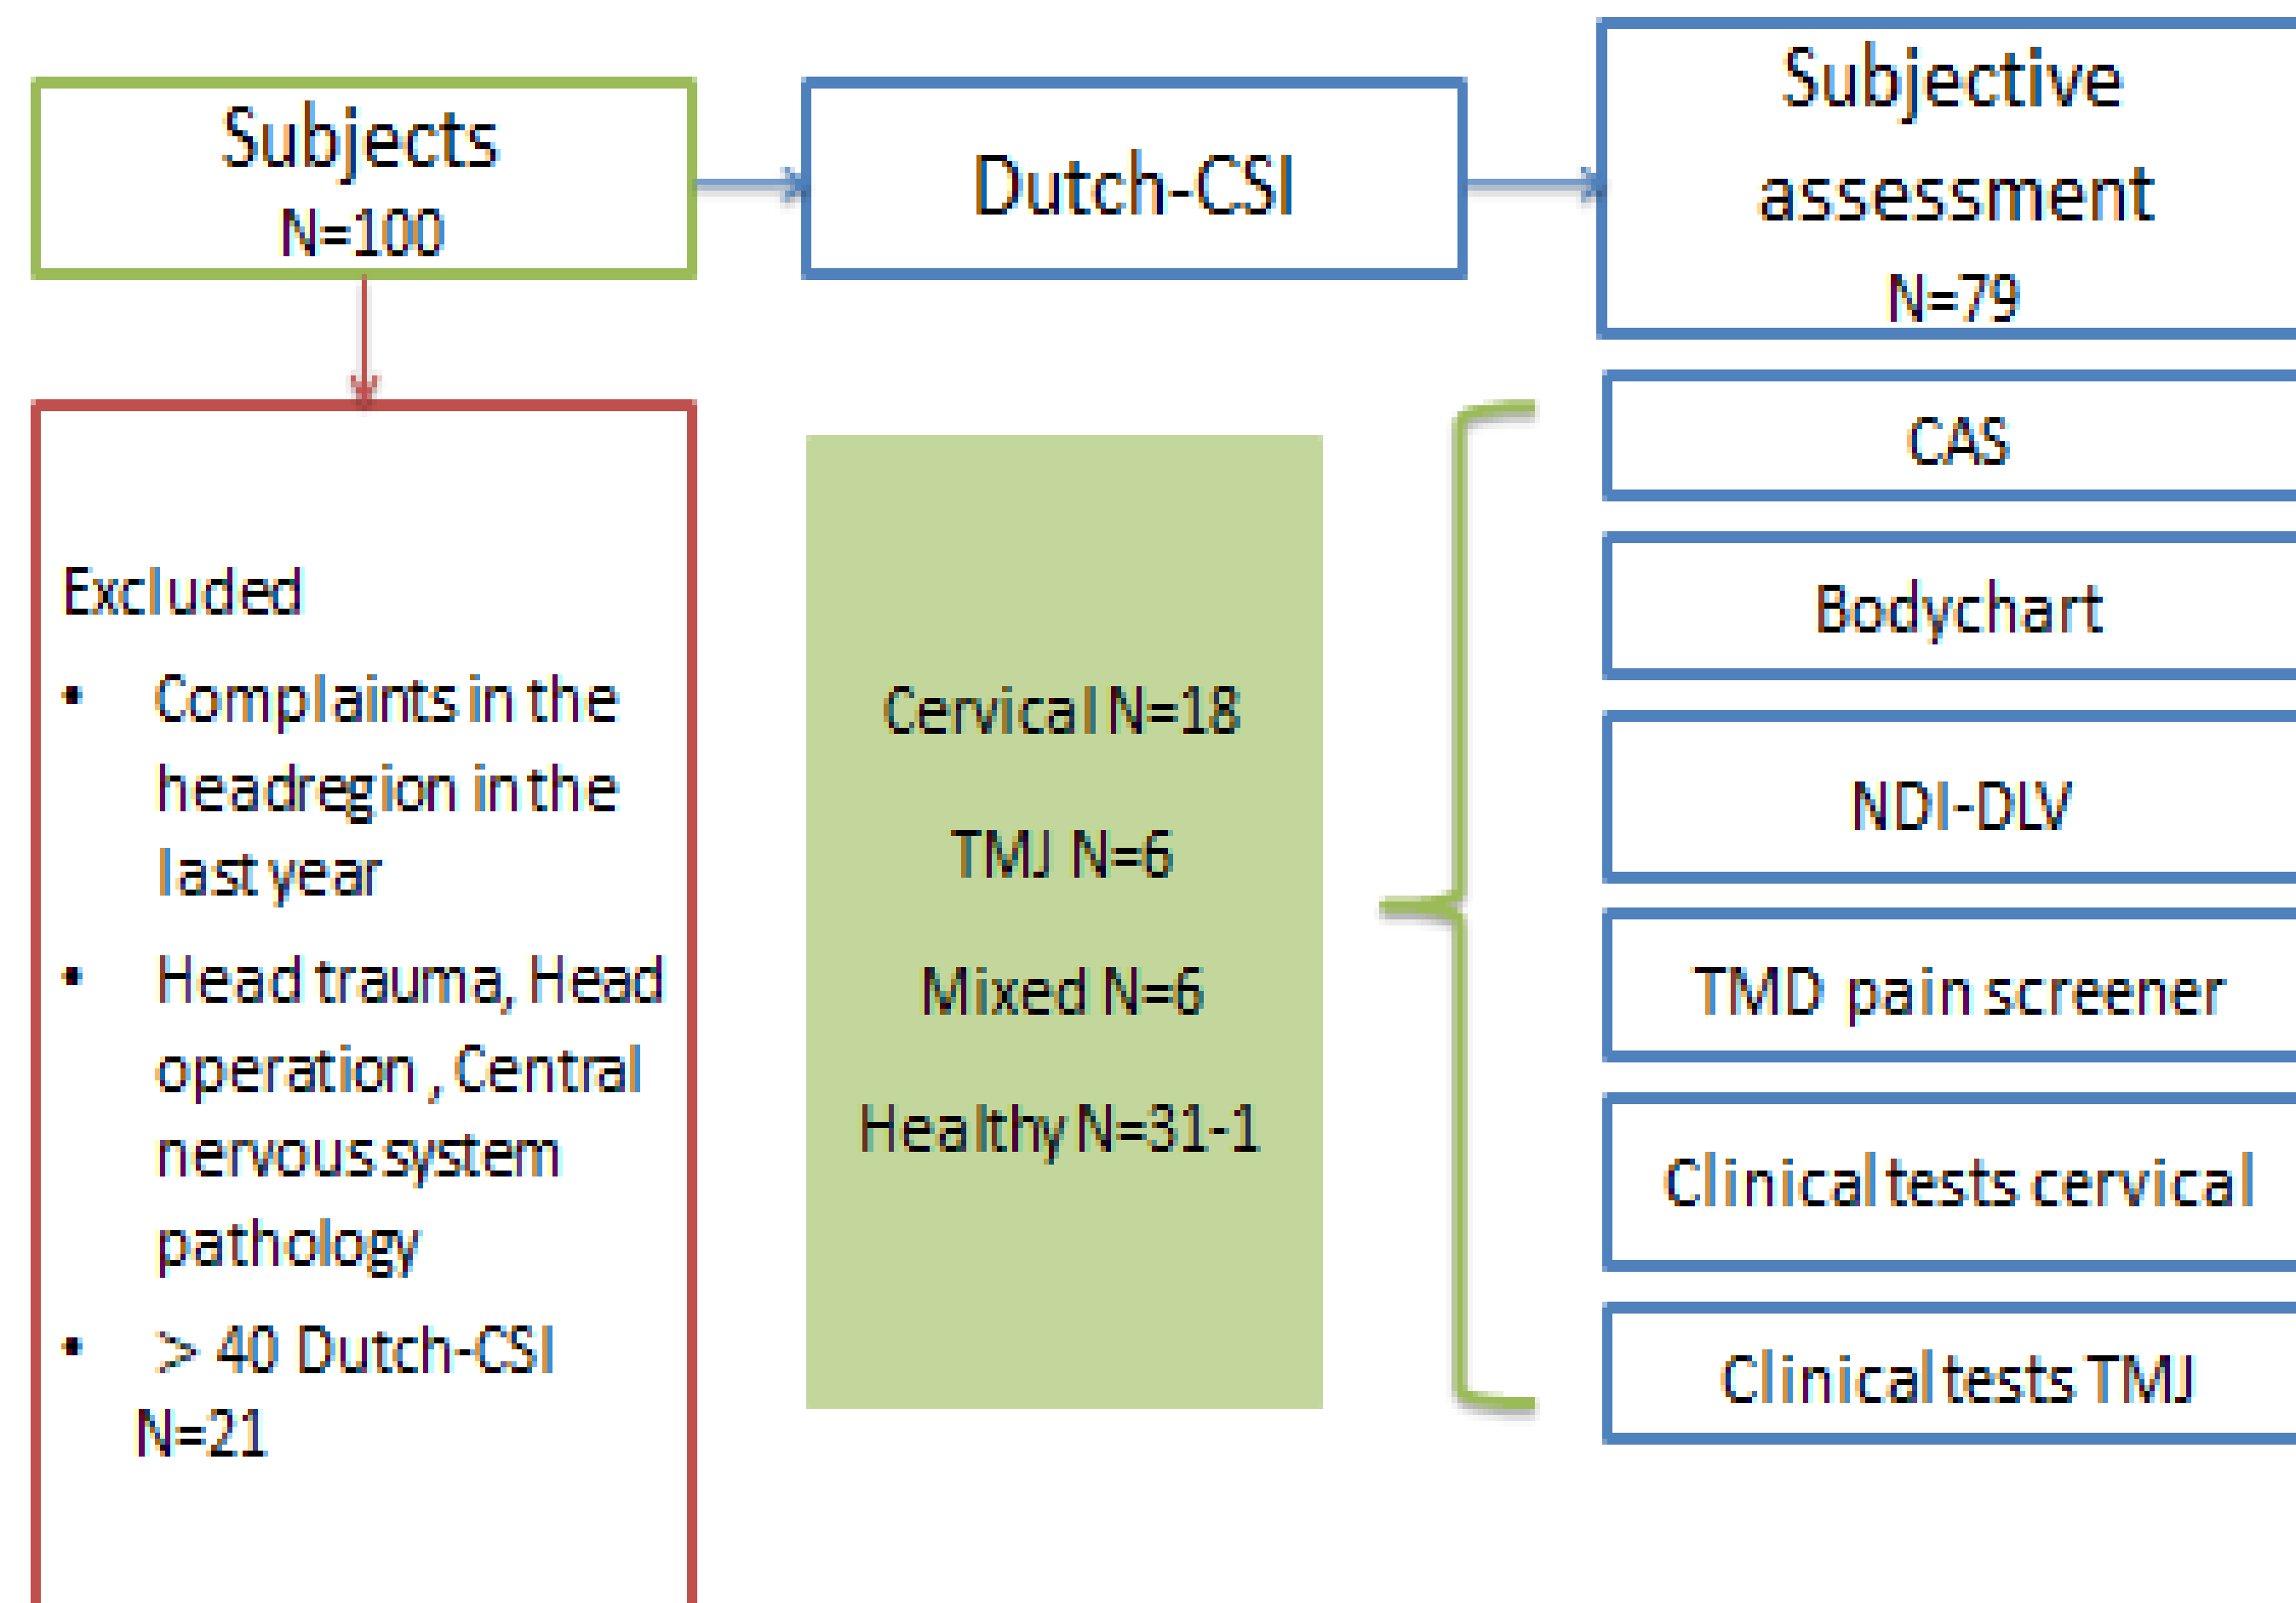 Subjects
N=100
Dutch-CSI
Subjective
assessment
N=79
Excluded
• Complaints in the
headregion in the
last year
• Head trauma, Head
operation , Central
nervous system
pathology
• > 40 Dutch-CSI
N=21
Cervical N=18
TMJ N=6
Mixed N=6
Healthy N=31-1
CAS
Bodychart
NDI-DLV
TMD pain screener
Clinical tests cervical
Clinical tests TMJ